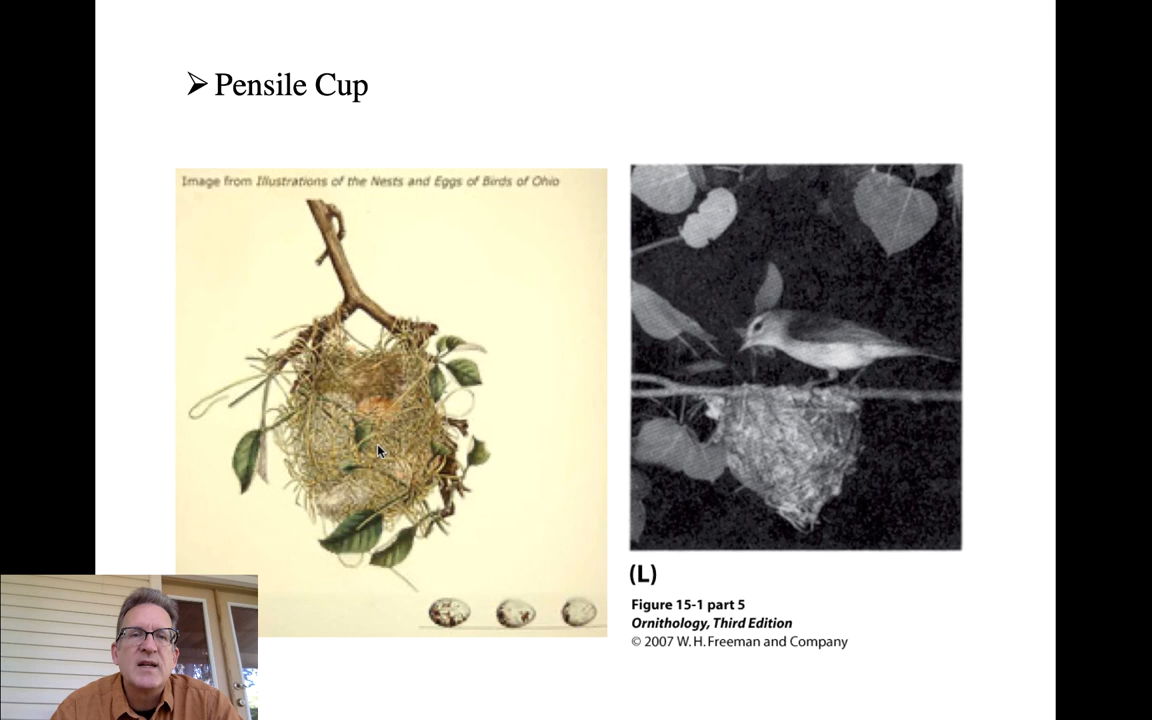 ➢ Pensile Cup
Image from Illustrations of the Nests and Eggs of Birds of Ohio
(L)
Figure 15-1 part 5
Ornithology, Third Edition
© 2007 W. H. Freeman and Company